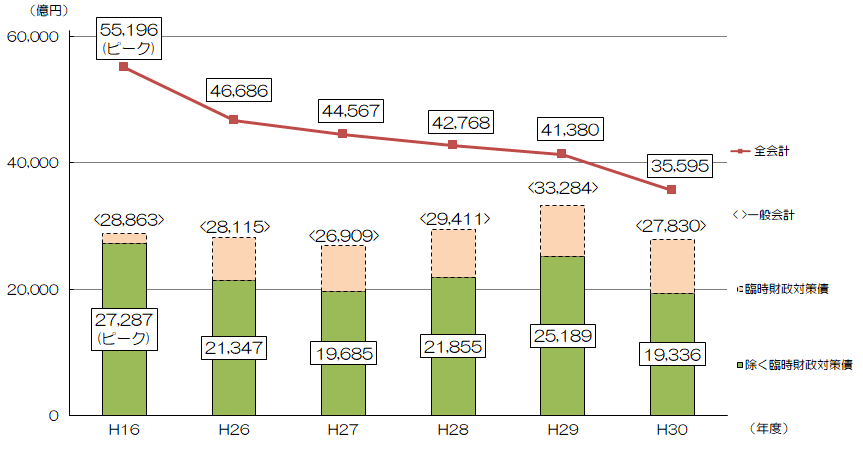 （億円）
60,000
55,196
(ピーク)
46,686
44,567
42,768
41,380
35,595
全会計
40,000
<28,863>
<28,115>
<26,909>
<29,411>
<33,284>
<27,830>
< >一般会計
20,000
臨時財政対策債
27,287
(ピーク)
21,347
19,685
21,855
25,189
19,336
除く臨時財政対策債
0
H16
H26
H27
H28
H29
H30
（年度）